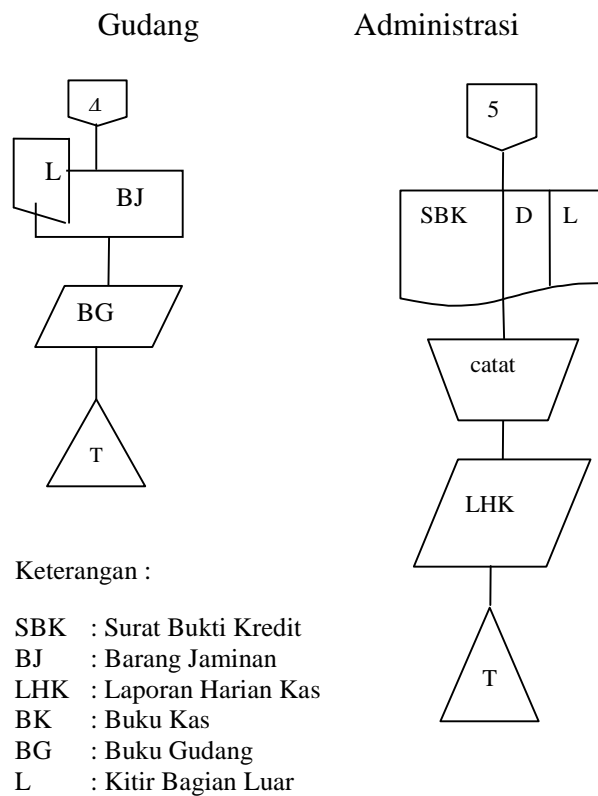 Gudang Administrasi
4
L
BJ
BG
T
5
SBK D L
catat
LHK
T
Keterangan :
SBK : Surat Bukti Kredit
BJ : Barang Jaminan
LHK : Laporan Harian Kas
BK : Buku Kas
BG : Buku Gudang
L : Kitir Bagian Luar